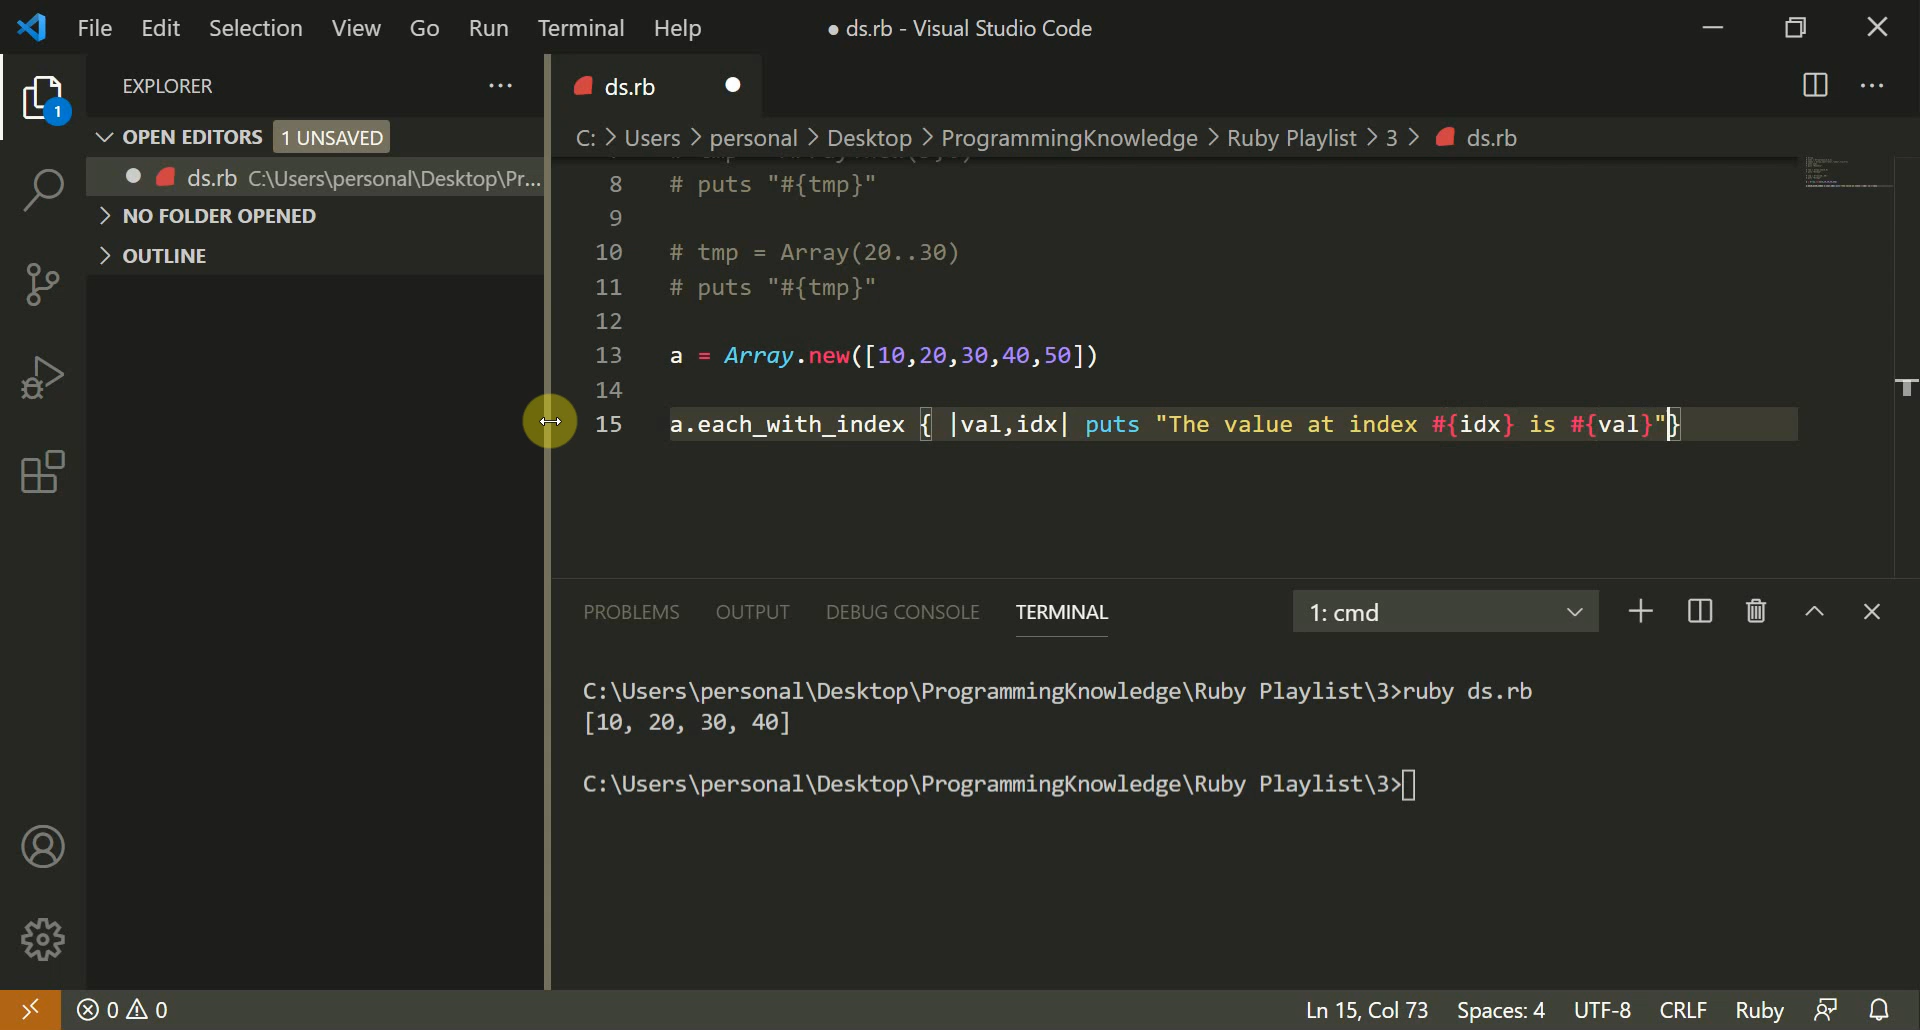 File Edit Selection View Go Run Terminal Help ● ds.rb - Visual Studio Code
1
EXPLORER ...
OPEN EDITORS 1 UNSAVED
ds.rb C:\Users\personal\Desktop\Pr...
NO FOLDER OPENED
OUTLINE
ds.rb
C: > Users > personal > Desktop > ProgrammingKnowledge > Ruby Playlist > 3 > ds.rb
8 # puts "#{tmp}"
9
10 # tmp = Array(20..30)
11 # puts "#{tmp}"
12
13 a = Array.new([10,20,30,40,50])
14
15 a.each_with_index { |val,idx| puts "The value at index #{idx} is #{val}"}
PROBLEMS OUTPUT DEBUG CONSOLE TERMINAL 1: cmd
C:\Users\personal\Desktop\ProgrammingKnowledge\Ruby Playlist\3>ruby ds.rb
[10, 20, 30, 40]
C:\Users\personal\Desktop\ProgrammingKnowledge\Ruby Playlist\3>
0 0 Ln 15, Col 73 Spaces: 4 UTF-8 CRLF Ruby